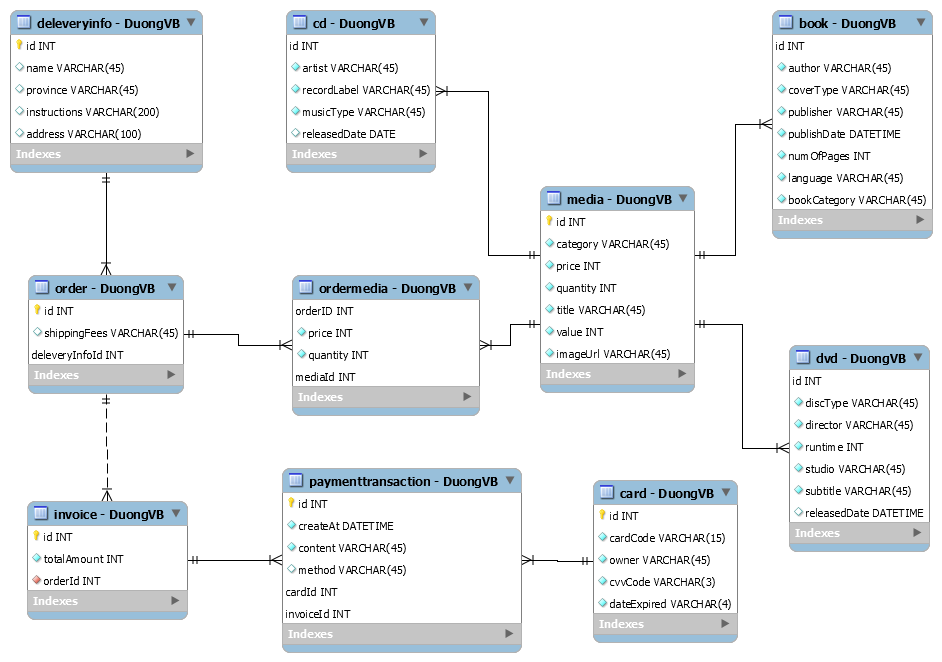 deleveryinfo - DuongVB
id INT
name VARCHAR(45)
province VARCHAR(45)
instructions VARCHAR(200)
address VARCHAR(100)
Indexes
cd - DuongVB
id INT
artist VARCHAR(45)
recordLabel VARCHAR(45)
musicType VARCHAR(45)
releasedDate DATE
Indexes
book - DuongVB
id INT
author VARCHAR(45)
coverType VARCHAR(45)
publisher VARCHAR(45)
publishDate DATETIME
numOfPages INT
language VARCHAR(45)
bookCategory VARCHAR(45)
Indexes
media - DuongVB
id INT
category VARCHAR(45)
price INT
quantity INT
title VARCHAR(45)
value INT
imageUrl VARCHAR(45)
Indexes
order - DuongVB
id INT
shippingFees VARCHAR(45)
deleveryInfoId INT
Indexes
ordermedia - DuongVB
orderID INT
price INT
quantity INT
mediaId INT
Indexes
dvd - DuongVB
id INT
discType VARCHAR(45)
director VARCHAR(45)
runtime INT
studio VARCHAR(45)
subtitle VARCHAR(45)
releasedDate DATETIME
Indexes
invoice - DuongVB
id INT
totalAmount INT
orderId INT
Indexes
paymenttransaction - DuongVB
id INT
createAt DATETIME
content VARCHAR(45)
method VARCHAR(45)
cardId INT
invoiceId INT
Indexes
card - DuongVB
id INT
cardCode VARCHAR(15)
owner VARCHAR(45)
cvvCode VARCHAR(3)
dateExpired VARCHAR(4)
Indexes